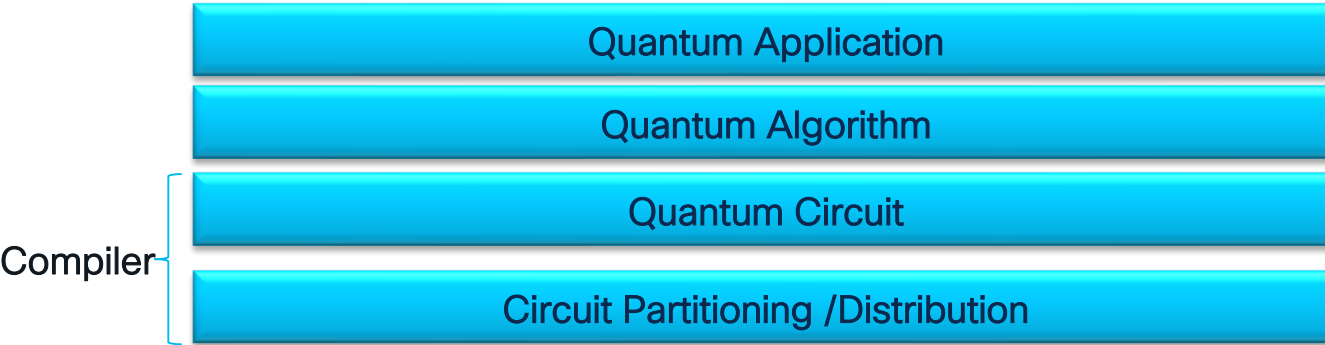 Quantum Application
Quantum Algorithm
Quantum Circuit
Compiler
Circuit Partitioning /Distribution